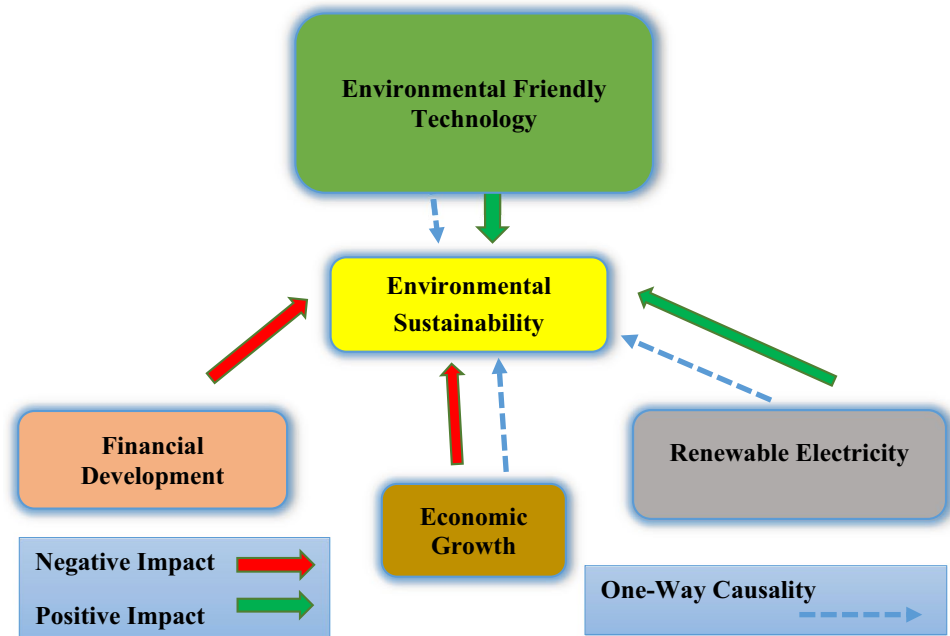 Environmental Friendly
Technology
Environmental
Sustainability
Financial
Development
Renewable Electricity
Economic
Growth
Negative Impact
Positive Impact
One-Way Causality